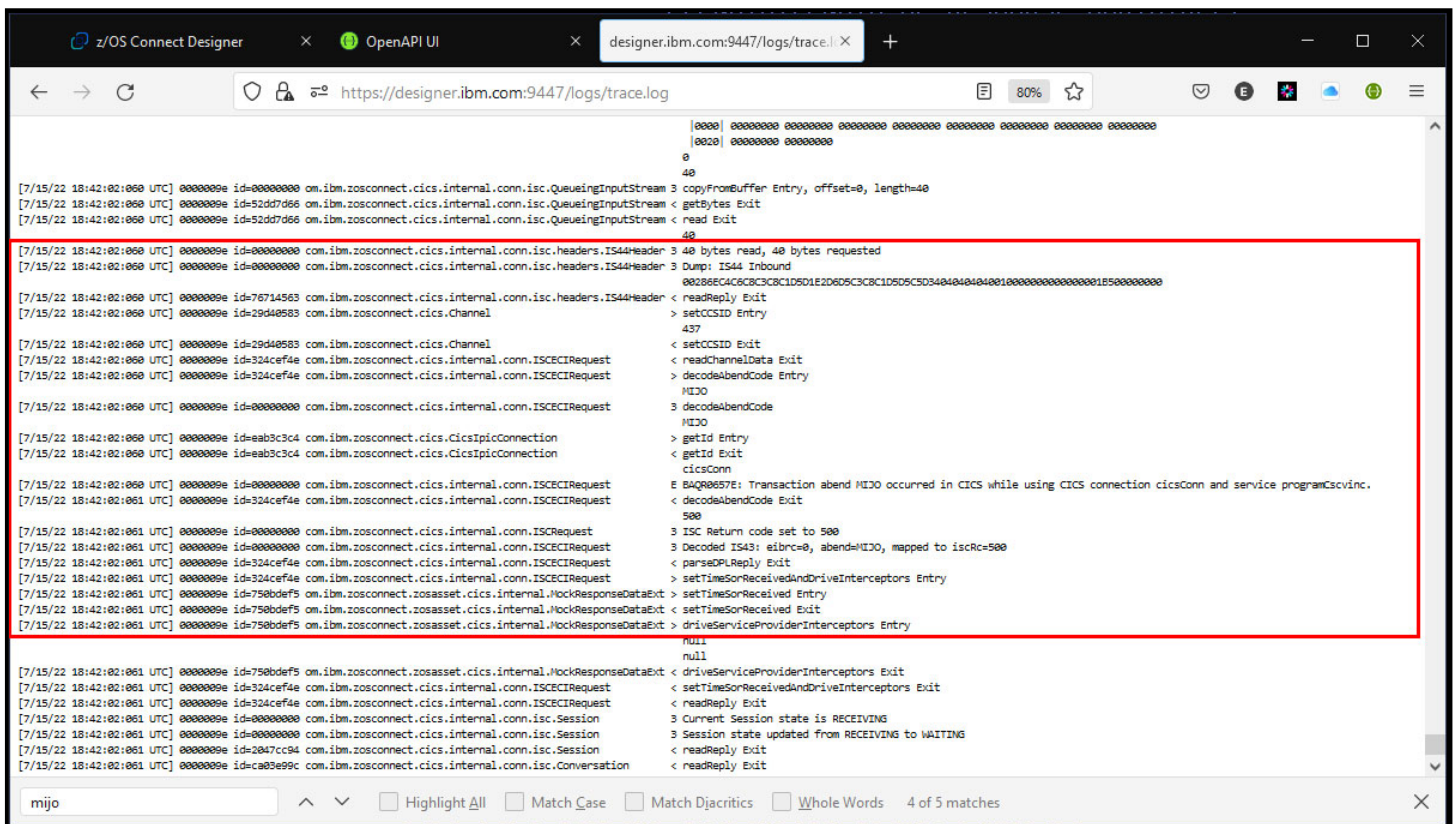 z/OS Connect Designer
OpenAPI UI
designer.ibm.com:9447/logs/trace.lo
https://designer.ibm.com:9447/logs/trace.log
80%
E
|0000| 00000000 00000000 00000000 00000000 00000000 00000000 00000000 00000000
|0020| 00000000 00000000
0
40
[7/15/22 18:42:02:060 UTC] 0000009e id=00000000 om.ibm.zosconnect.cics.internal.conn.isc.QueueingInputStream 3 copyFromBuffer Entry, offset=0, length=40
[7/15/22 18:42:02:060 UTC] 0000009e id=52dd7d66 om.ibm.zosconnect.cics.internal.conn.isc.QueueingInputStream < getBytes Exit
[7/15/22 18:42:02:060 UTC] 0000009e id=52dd7d66 om.ibm.zosconnect.cics.internal.conn.isc.QueueingInputStream < read Exit
40
[7/15/22 18:42:02:060 UTC] 0000009e id=00000000 com.ibm.zosconnect.cics.internal.conn.isc.headers.IS44Header 3 40 bytes read, 40 bytes requested
[7/15/22 18:42:02:060 UTC] 0000009e id=00000000 com.ibm.zosconnect.cics.internal.conn.isc.headers.IS44Header 3 Dump: IS44 Inbound
[7/15/22 18:42:02:060 UTC] 0000009e id=76714563 com.ibm.zosconnect.cics.internal.conn.isc.headers.IS44Header < readReply Exit
[7/15/22 18:42:02:060 UTC] 0000009e id=29d40583 com.ibm.zosconnect.cics.Channel > setCCSID Entry
437
[7/15/22 18:42:02:060 UTC] 0000009e id=29d40583 com.ibm.zosconnect.cics.Channel < setCCSID Exit
[7/15/22 18:42:02:060 UTC] 0000009e id=324cef4e com.ibm.zosconnect.cics.internal.conn.ISCECIRequest < readChannelData Exit
[7/15/22 18:42:02:060 UTC] 0000009e id=324cef4e com.ibm.zosconnect.cics.internal.conn.ISCECIRequest > decodeAbendCode Entry
MIJO
[7/15/22 18:42:02:060 UTC] 0000009e id=00000000 com.ibm.zosconnect.cics.internal.conn.ISCECIRequest 3 decodeAbendCode
MIJO
[7/15/22 18:42:02:060 UTC] 0000009e id=eab3c3c4 com.ibm.zosconnect.cics.CicsIpicConnection > getId Entry
[7/15/22 18:42:02:060 UTC] 0000009e id=eab3c3c4 com.ibm.zosconnect.cics.CicsIpicConnection < getId Exit
cicsConn
[7/15/22 18:42:02:060 UTC] 0000009e id=00000000 com.ibm.zosconnect.cics.internal.conn.ISCECIRequest E BAQR0657E: Transaction abend MIJO occurred in CICS while using CICS connection cicsConn and service programCscvinc.
[7/15/22 18:42:02:061 UTC] 0000009e id=324cef4e com.ibm.zosconnect.cics.internal.conn.ISCECIRequest < decodeAbendCode Exit
500
[7/15/22 18:42:02:061 UTC] 0000009e id=00000000 com.ibm.zosconnect.cics.internal.conn.ISCRequest 3 ISC Return code set to 500
[7/15/22 18:42:02:061 UTC] 0000009e id=00000000 com.ibm.zosconnect.cics.internal.conn.ISCECIRequest 3 Decoded IS43: eibrc=0, abend=MIJO, mapped to iscRc=500
[7/15/22 18:42:02:061 UTC] 0000009e id=324cef4e com.ibm.zosconnect.cics.internal.conn.ISCECIRequest < parseDPLReply Exit
[7/15/22 18:42:02:061 UTC] 0000009e id=324cef4e com.ibm.zosconnect.cics.internal.conn.ISCECIRequest > setTimeSorReceivedAndDriveInterceptors Entry
[7/15/22 18:42:02:061 UTC] 0000009e id=750bdef5 om.ibm.zosconnect.zosasset.cics.internal.MockResponseDataExt > setTimeSorReceived Entry
[7/15/22 18:42:02:061 UTC] 0000009e id=750bdef5 om.ibm.zosconnect.zosasset.cics.internal.MockResponseDataExt < setTimeSorReceived Exit
[7/15/22 18:42:02:061 UTC] 0000009e id=750bdef5 om.ibm.zosconnect.zosasset.cics.internal.MockResponseDataExt > driveServiceProviderInterceptors Entry
null
null
[7/15/22 18:42:02:061 UTC] 0000009e id=750bdef5 om.ibm.zosconnect.zosasset.cics.internal.MockResponseDataExt < driveServiceProviderInterceptors Exit
[7/15/22 18:42:02:061 UTC] 0000009e id=324cef4e com.ibm.zosconnect.cics.internal.conn.ISCECIRequest < setTimeSorReceivedAndDriveInterceptors Exit
[7/15/22 18:42:02:061 UTC] 0000009e id=324cef4e com.ibm.zosconnect.cics.internal.conn.ISCECIRequest < readReply Exit
[7/15/22 18:42:02:061 UTC] 0000009e id=00000000 com.ibm.zosconnect.cics.internal.conn.isc.Session 3 Current Session state is RECEIVING
[7/15/22 18:42:02:061 UTC] 0000009e id=00000000 com.ibm.zosconnect.cics.internal.conn.isc.Session 3 Session state updated from RECEIVING to WAITING
[7/15/22 18:42:02:061 UTC] 0000009e id=2047cc94 com.ibm.zosconnect.cics.internal.conn.isc.Session < readReply Exit
[7/15/22 18:42:02:061 UTC] 0000009e id=ca03e99c com.ibm.zosconnect.cics.internal.conn.isc.Conversation < readReply Exit
mijo
Highlight All
Match Case
Match Diacritics
Whole Words
4 of 5 matches